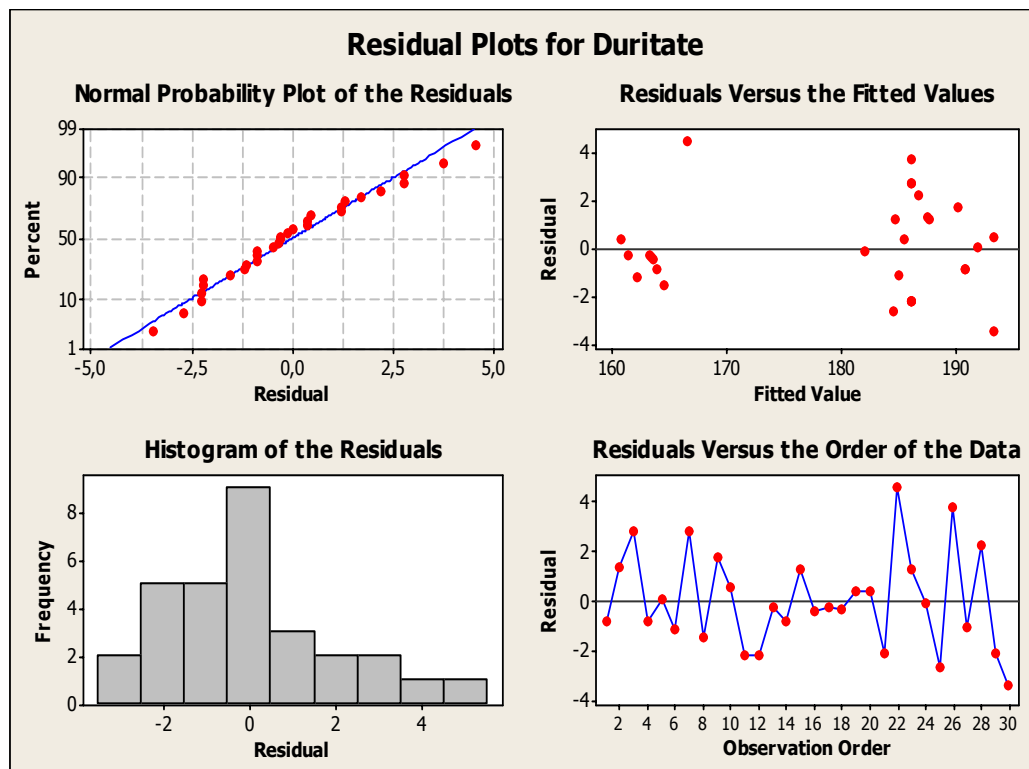 Residual Plots for Duritate
Normal Probability Plot of the Residuals
99
90
50
10
1
Percent
-5,0 -2,5 0,0 2,5 5,0
Residual
Residuals Versus the Fitted Values
4
2
0
-2
-4
Residual
160 170 180 190
Fitted Value
Histogram of the Residuals
8
6
4
2
0
Frequency
-2 0 2 4
Residual
Residuals Versus the Order of the Data
4
2
0
-2
-4
Residual
2 4 6 8 10 12 14 16 18 20 22 24 26 28 30
Observation Order